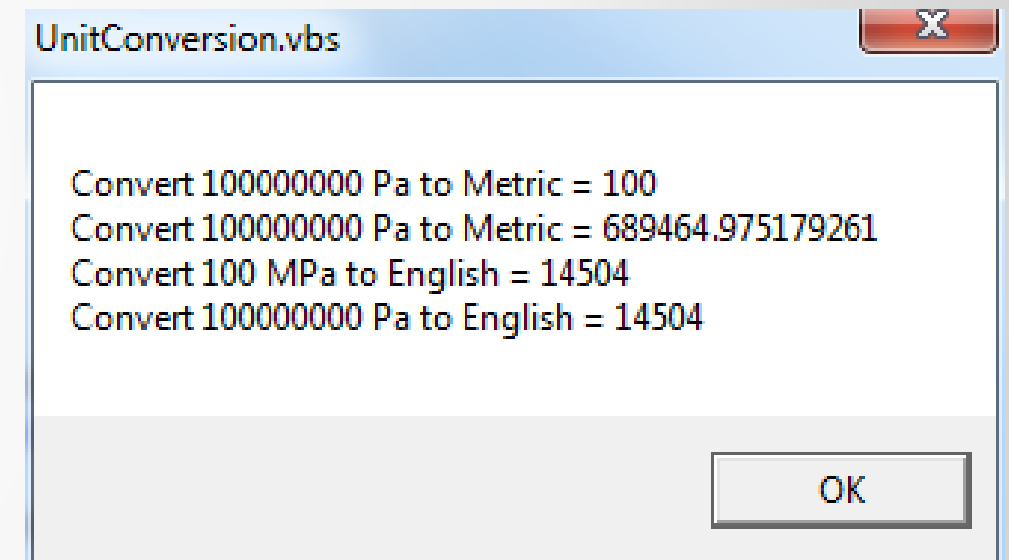 UnitConversion.vbs
Convert 100000000 Pa to Metric = 100
Convert 100000000 Pa to Metric = 689464.975179261
Convert 100 MPa to English = 14504
Convert 100000000 Pa to English = 14504
OK